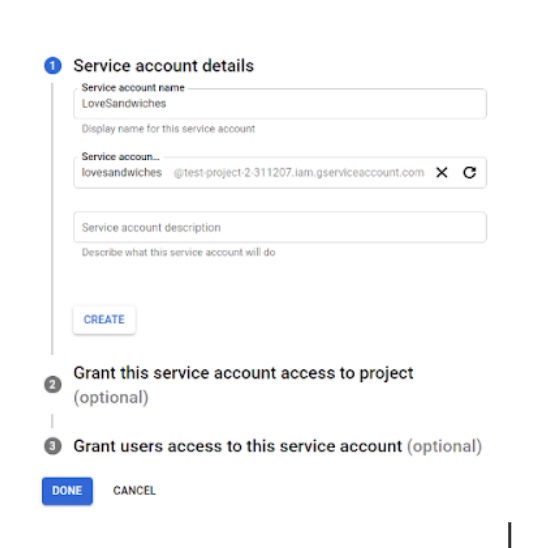 1 Service account details
Service account name
LoveSandwiches
Display name for this service account
Service accoun...
lovesandwiches @test-project-2-311207.iam.gserviceaccount.com
Service account description
Describe what this service account will do
CREATE
2 Grant this service account access to project
(optional)
3 Grant users access to this service account (optional)
DONE CANCEL